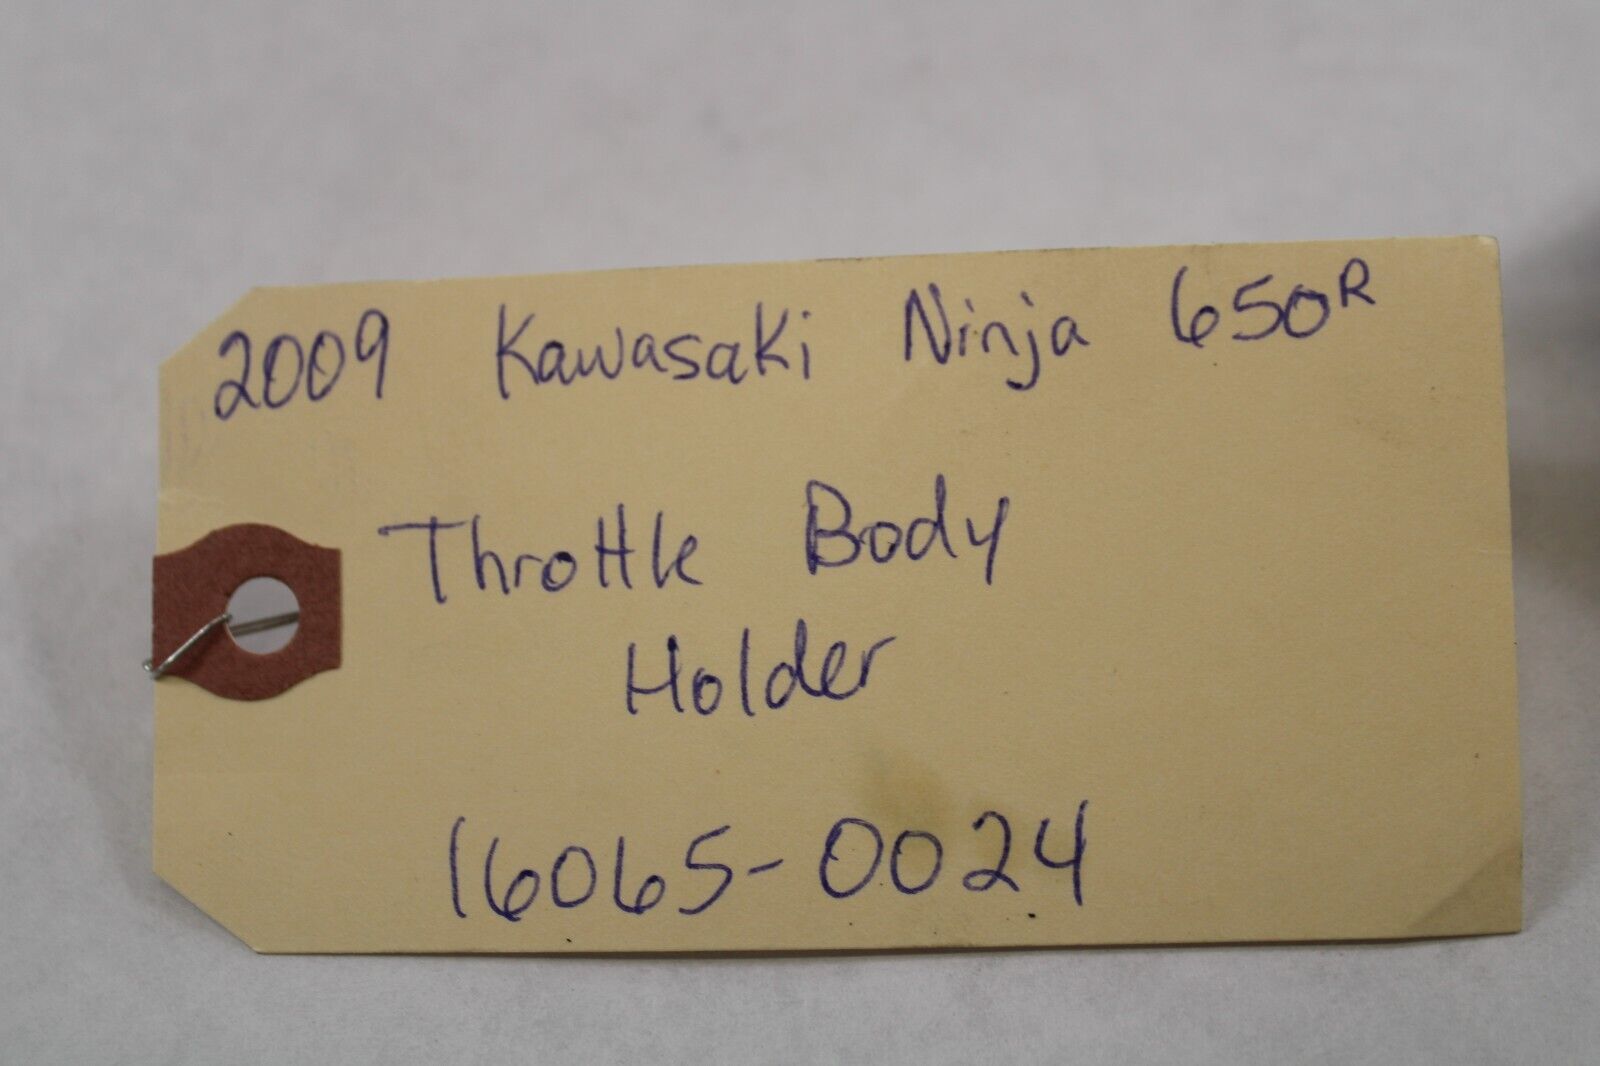 2009 Kawasaki Ninja 650R
Throttle Body
Holder
16065-0024